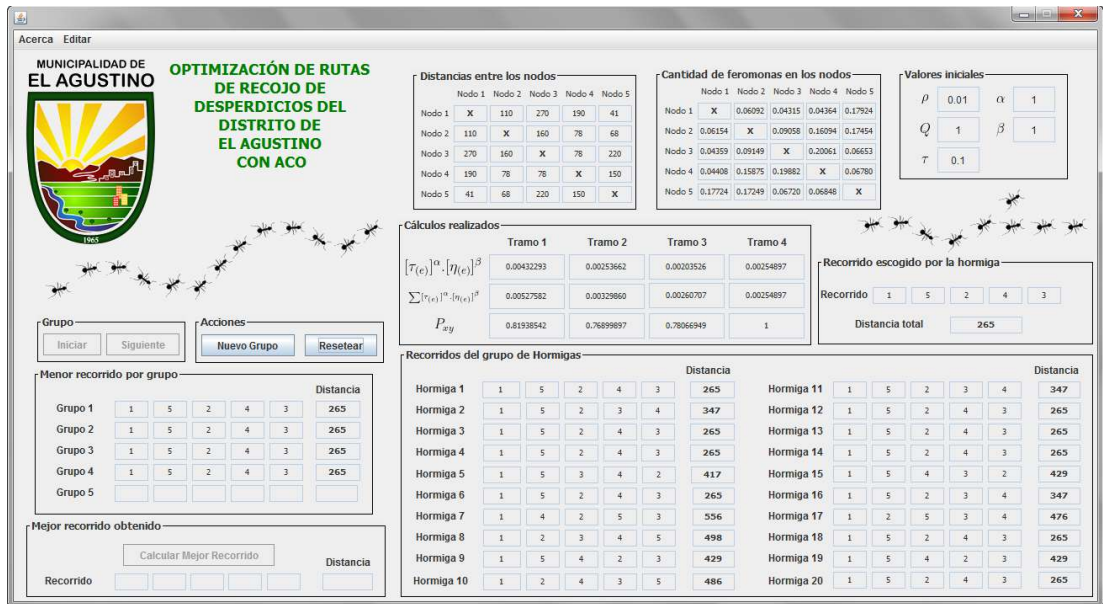 Acerca Editar
MUNICIPALIDAD DE
EL AGUSTINO
1965
OPTIMIZACIÓN DE RUTAS
DE RECOJO DE
DESPERDICIOS DEL
DISTRITO DE
EL AGUSTINO
CON ACO
Distancias entre los nodos
Nodo 1 Nodo 2 Nodo 3 Nodo 4 Nodo 5
Nodo 1 X 110 270 190 41
Nodo 2 110 X 160 78 68
Nodo 3 270 160 X 78 220
Nodo 4 190 78 78 X 150
Nodo 5 41 68 220 150 X
Cantidad de feromonas en los nodos
Nodo 1 Nodo 2 Nodo 3 Nodo 4 Nodo 5
Nodo 1 X 0.06092 0.04315 0.04364 0.17924
Nodo 2 0.06154 X 0.09058 0.16094 0.17454
Nodo 3 0.04359 0.09149 X 0.20061 0.06653
Nodo 4 0.04408 0.15875 0.19882 X 0.06780
Nodo 5 0.17724 0.17249 0.06720 0.06848 X
Valores iniciales
ρ 0.01 α 1
Q 1 β 1
τ 0.1
Cálculos realizados
Tramo 1 Tramo 2 Tramo 3 Tramo 4
[τ(e)]^α.[η(e)]^β 0.00432293 0.00253662 0.00203526 0.00254897
∑[τ(e)]^α.[η(e)]^β 0.00527582 0.00329860 0.00260707 0.00254897
Pxy 0.81938542 0.76899897 0.78066949 1
Recorrido escogido por la hormiga
Recorrido 1 5 2 4 3
Distancia total 265
Grupo
Iniciar Siguiente
Acciones
Nuevo Grupo Resetear
Menor recorrido por grupo
Distancia
Grupo 1 1 5 2 4 3 265
Grupo 2 1 5 2 4 3 265
Grupo 3 1 5 2 4 3 265
Grupo 4 1 5 2 4 3 265
Grupo 5
Mejor recorrido obtenido
Calcular Mejor Recorrido
Distancia
Recorrido
Recorridos del grupo de Hormigas
Distancia
Hormiga 1 1 5 2 4 3 265
Hormiga 2 1 5 2 3 4 347
Hormiga 3 1 5 2 4 3 265
Hormiga 4 1 5 2 4 3 265
Hormiga 5 1 5 3 4 2 417
Hormiga 6 1 5 2 4 3 265
Hormiga 7 1 4 2 5 3 556
Hormiga 8 1 2 3 4 5 498
Hormiga 9 1 5 4 2 3 429
Hormiga 10 1 2 4 3 5 486
Distancia
Hormiga 11 1 5 2 3 4 347
Hormiga 12 1 5 2 4 3 265
Hormiga 13 1 5 2 4 3 265
Hormiga 14 1 5 2 4 3 265
Hormiga 15 1 5 4 3 2 429
Hormiga 16 1 5 2 3 4 347
Hormiga 17 1 2 5 3 4 476
Hormiga 18 1 5 2 4 3 265
Hormiga 19 1 5 4 2 3 429
Hormiga 20 1 5 2 4 3 265